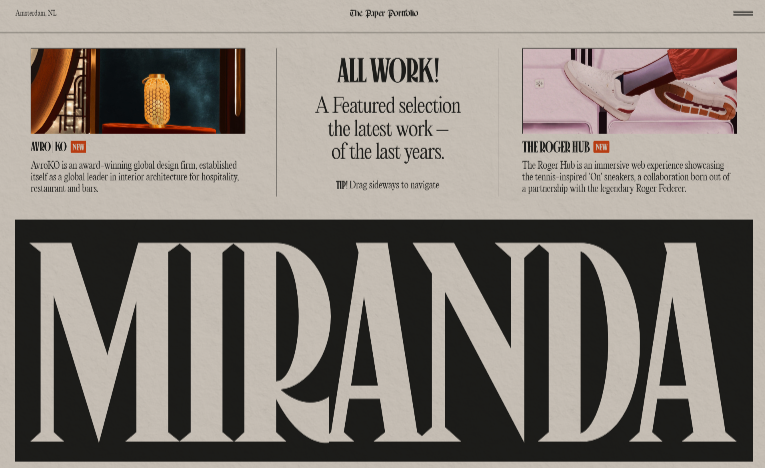 Amsterdam, NL
The Paper Portfolio
AVRO KO NEW
AvroKO is an award-winning global design firm, established
itself as a global leader in interior architecture for hospitality,
restaurant and bars.
ALL WORK!
A Featured selection
the latest work –
of the last years.
TIP! Drag sideways to navigate
THE ROGER HUB NEW
The Roger Hub is an immersive web experience showcasing
the tennis-inspired 'On' sneakers, a collaboration born out of
a partnership with the legendary Roger Federer.
MIRANDA